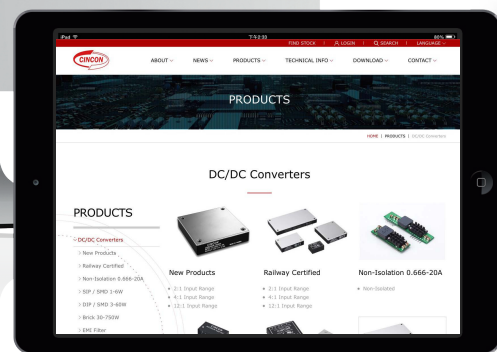 iPad 下午2:33 80%
FIND STOCK | LOGIN | SEARCH | LANGUAGE
CINCON ABOUT NEWS PRODUCTS TECHNICAL INFO DOWNLOAD CONTACT
PRODUCTS
HOME | PRODUCTS | DC/DC Converters
DC/DC Converters
PRODUCTS
DC/DC Converters
> New Products
> Railway Certified
> Non-Isolation 0.666-20A
> SIP / SMD 1-6W
> DIP / SMD 3-60W
> Brick 30-750W
> EMI Filter
New Products
• 2:1 Input Range
• 4:1 Input Range
• 12:1 Input Range
Railway Certified
• 2:1 Input Range
• 4:1 Input Range
• 12:1 Input Range
Non-Isolation 0.666-20A
• Non-Isolated